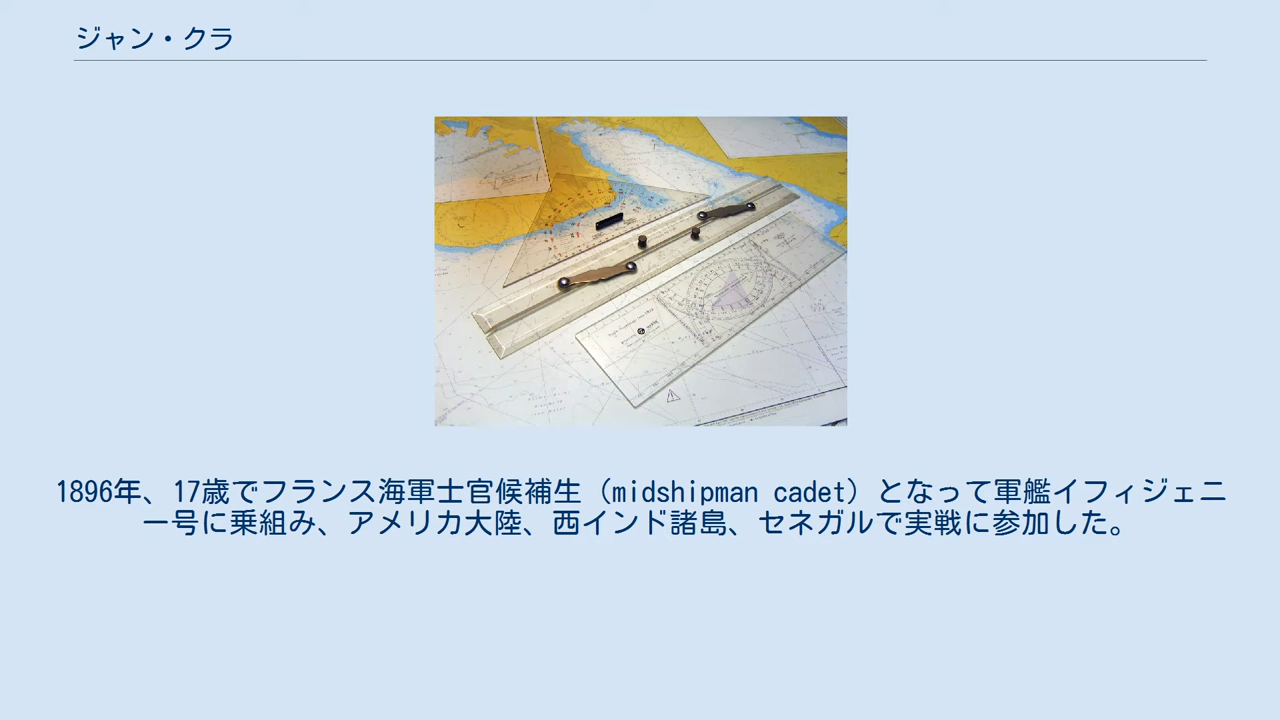 ジャン・クラ
1896年、17歳でフランス海軍士官候補生（midshipman cadet）となって軍艦イフィジェニ
ー号に乗組み、アメリカ大陸、西インド諸島、セネガルで実戦に参加した。